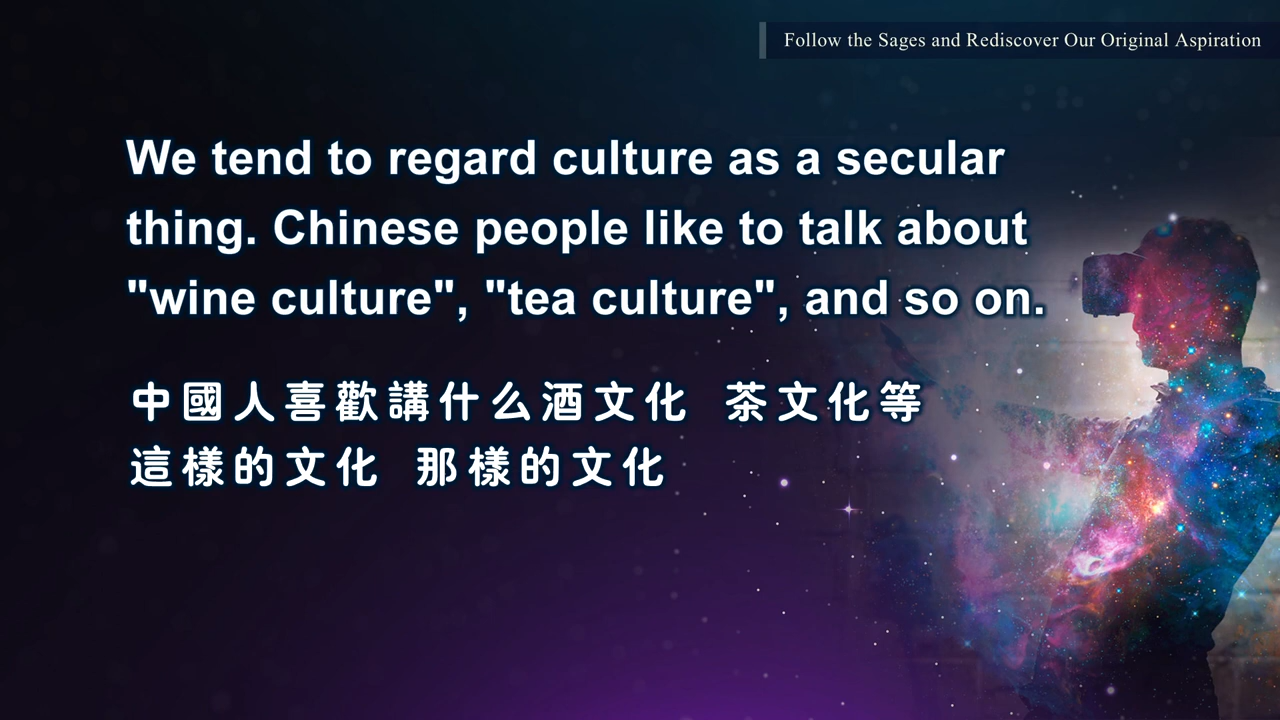 Follow the Sages and Rediscover Our Original Aspiration
We tend to regard culture as a secular
thing. Chinese people like to talk about
"wine culture", "tea culture", and so on.
中國人喜歡講什么酒文化 茶文化等
這樣的文化 那樣的文化